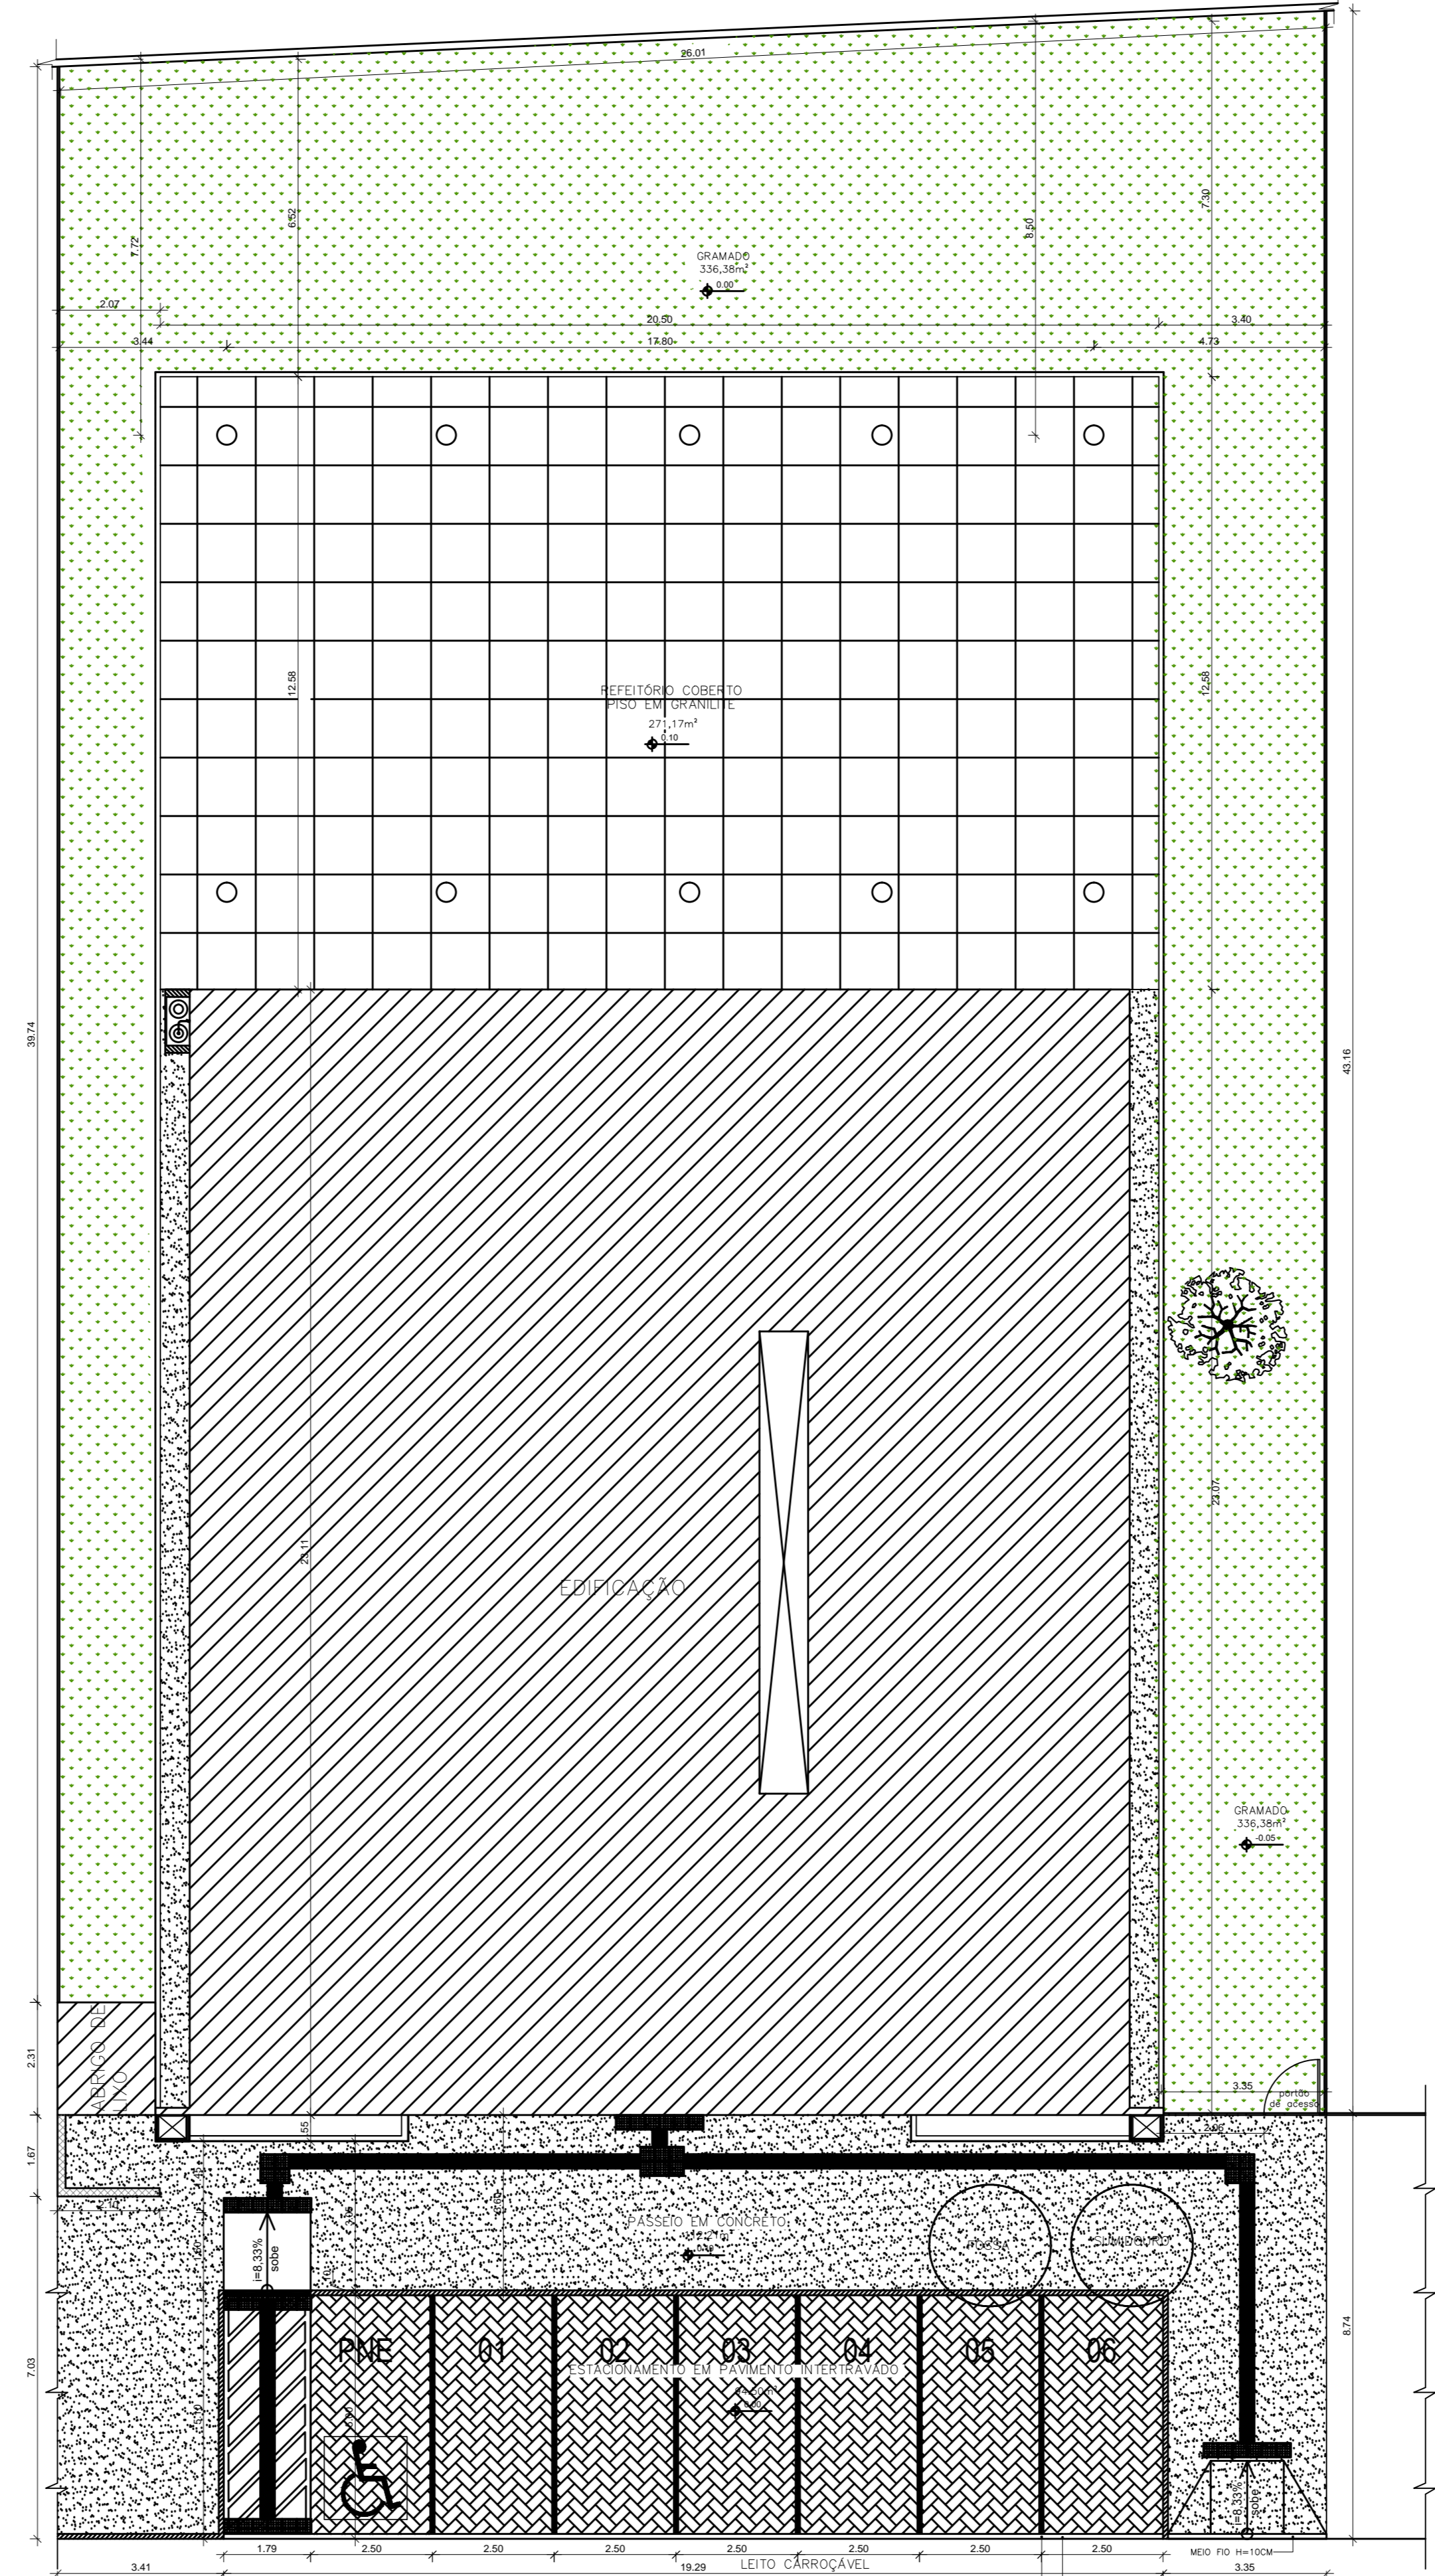 26.01
7.72
6.52
8.50
7.30
GRAMADO
336,38m²
0.00
2.07
20.50
3.40
3.44
17.80
4.73
12.58
REFEITÓRIO COBERTO
PISO EM GRANILITE
271,17m²
0.10
12.58
39.74
43.16
23.11
23.07
EDIFICAÇÃO
GRAMADO
336,38m²
-0.05
2.31
ABRIGO DE
LIXO
3.35
portão
de acesso
.55
1.67
PASSEIO EM CONCRETO
FOSSA
SUMIDOURO
i=8,33%
sobe
7.03
8.74
PNE
01
02
03
04
05
06
ESTACIONAMENTO EM PAVIMENTO INTERTRAVADO
0.00
i=8,33%
sobe
1.79
2.50
2.50
2.50
2.50
2.50
2.50
2.50
MEIO FIO H=10CM
3.41
19.29
LEITO CARROÇÁVEL
3.35